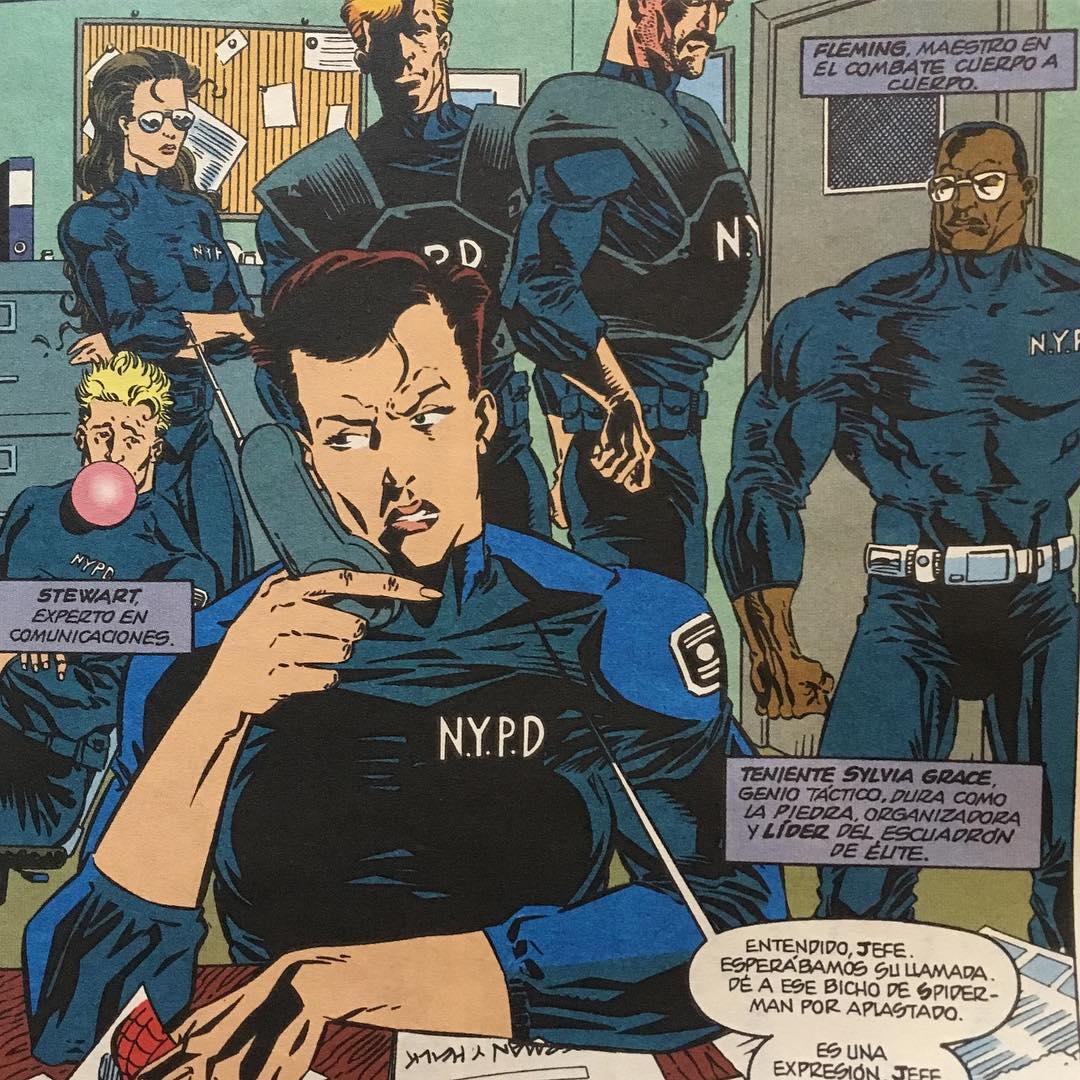 FLEMING, MAESTRO EN
EL COMBATE CUERPO A
CUERPO.
NYP
P.D
N.Y
N.Y.P
NYPD
STEWART,
EXPERTO EN
COMUNICACIONES.
N.Y.P.D
TENIENTE SYLVIA GRACE,
GENIO TÁCTICO, DURA COMO
LA PIEDRA, ORGANIZADORA
Y LÍDER DEL ESCUADRÓN
DE ÉLITE.
ENTENDIDO, JEFE.
ESPERÁBAMOS SU LLAMADA.
DÉ A ESE BICHO DE SPIDER-
MAN POR APLASTADO.
ES UNA
EXPRESIÓN, JEFE